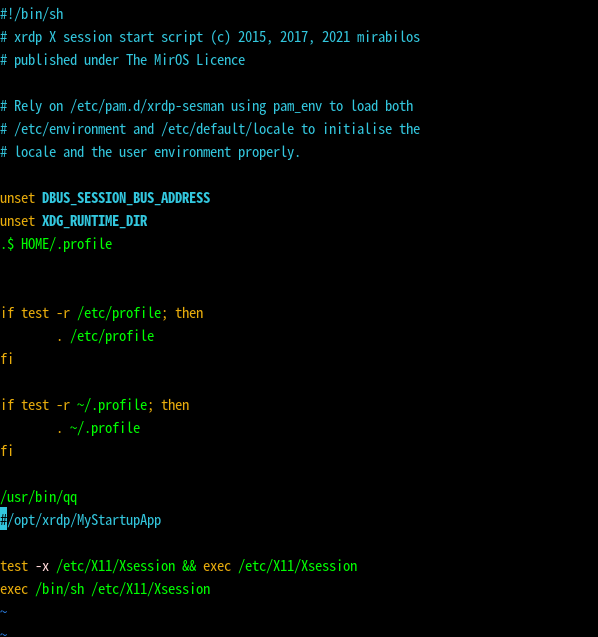 #!/bin/sh
# xrdp X session start script (c) 2015, 2017, 2021 mirabilos
# published under The MirOS Licence
# Rely on /etc/pam.d/xrdp-sesman using pam_env to load both
# /etc/environment and /etc/default/locale to initialise the
# locale and the user environment properly.
unset DBUS_SESSION_BUS_ADDRESS
unset XDG_RUNTIME_DIR
.$ HOME/.profile
if test -r /etc/profile; then
        . /etc/profile
fi
if test -r ~/.profile; then
        . ~/.profile
fi
/usr/bin/qq
#/opt/xrdp/MyStartupApp
test -x /etc/X11/Xsession && exec /etc/X11/Xsession
exec /bin/sh /etc/X11/Xsession
~
~